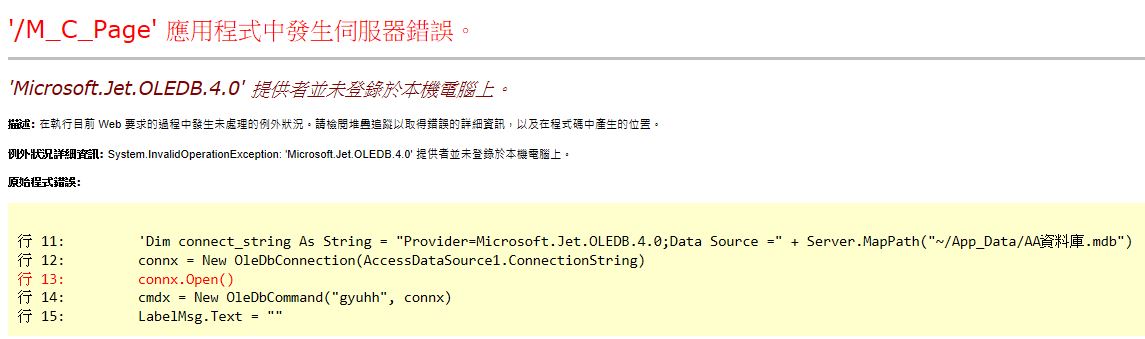 '/M_C_Page' 應用程式中發生伺服器錯誤。
'Microsoft.Jet.OLEDB.4.0' 提供者並未登錄於本機電腦上。
描述: 在執行目前 Web 要求的過程中發生未處理的例外狀況。請檢閱堆疊追蹤以取得錯誤的詳細資訊，以及在程式碼中產生的位置。
例外狀況詳細資訊: System.InvalidOperationException: 'Microsoft.Jet.OLEDB.4.0' 提供者並未登錄於本機電腦上。
原始程式錯誤:
行 11:         'Dim connect_string As String = "Provider=Microsoft.Jet.OLEDB.4.0;Data Source =" + Server.MapPath("~/App_Data/AA資料庫.mdb")
行 12:         connx = New OleDbConnection(AccessDataSource1.ConnectionString)
行 13:         connx.Open()
行 14:         cmdx = New OleDbCommand("gyuhh", connx)
行 15:         LabelMsg.Text = ""